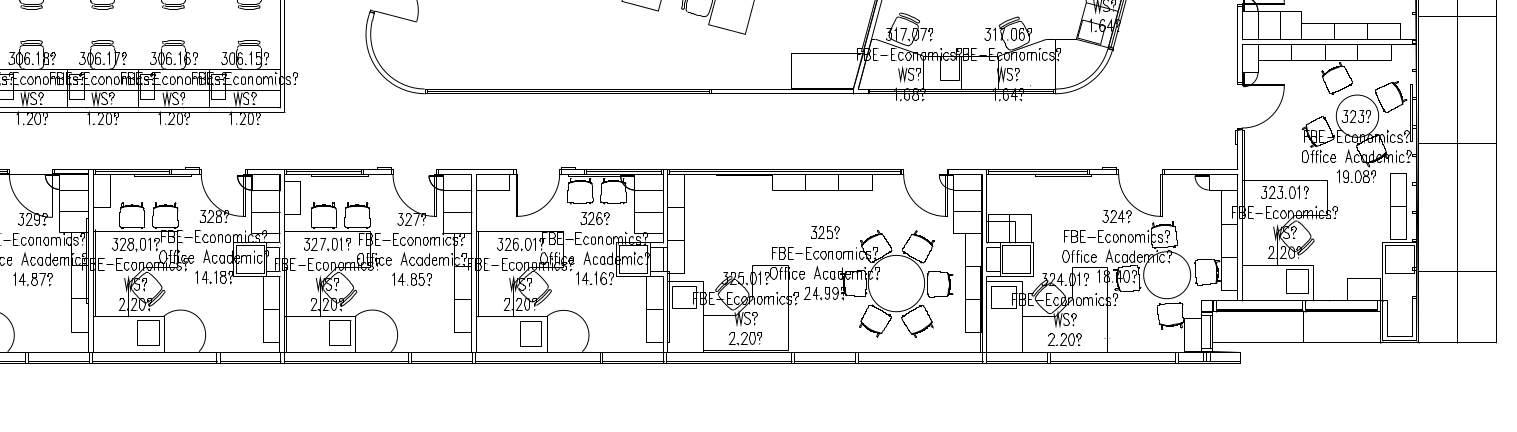 306.18?
FBE-Economics?
WS?
1.20?
306.17?
FBE-Economics?
WS?
1.20?
306.16?
FBE-Economics?
WS?
1.20?
306.15?
FBE-Economics?
WS?
1.20?
317.07?
FBE-Economics?
WS?
1.68?
317.06?
FBE-Economics?
WS?
1.64?
WS?
1.64?
323?
FBE-Economics?
Office Academic?
19.08?
323.01?
FBE-Economics?
WS?
2.20?
329?
FBE-Economics?
Office Academic?
14.87?
328?
FBE-Economics?
Office Academic?
14.18?
328.01?
FBE-Economics?
WS?
2.20?
327?
FBE-Economics?
Office Academic?
14.85?
327.01?
FBE-Economics?
WS?
2.20?
326?
FBE-Economics?
Office Academic?
14.16?
326.01?
FBE-Economics?
WS?
2.20?
325?
FBE-Economics?
Office Academic?
24.99?
325.01?
FBE-Economics?
WS?
2.20?
324?
FBE-Economics?
Office Academic?
18.40?
324.01?
FBE-Economics?
WS?
2.20?